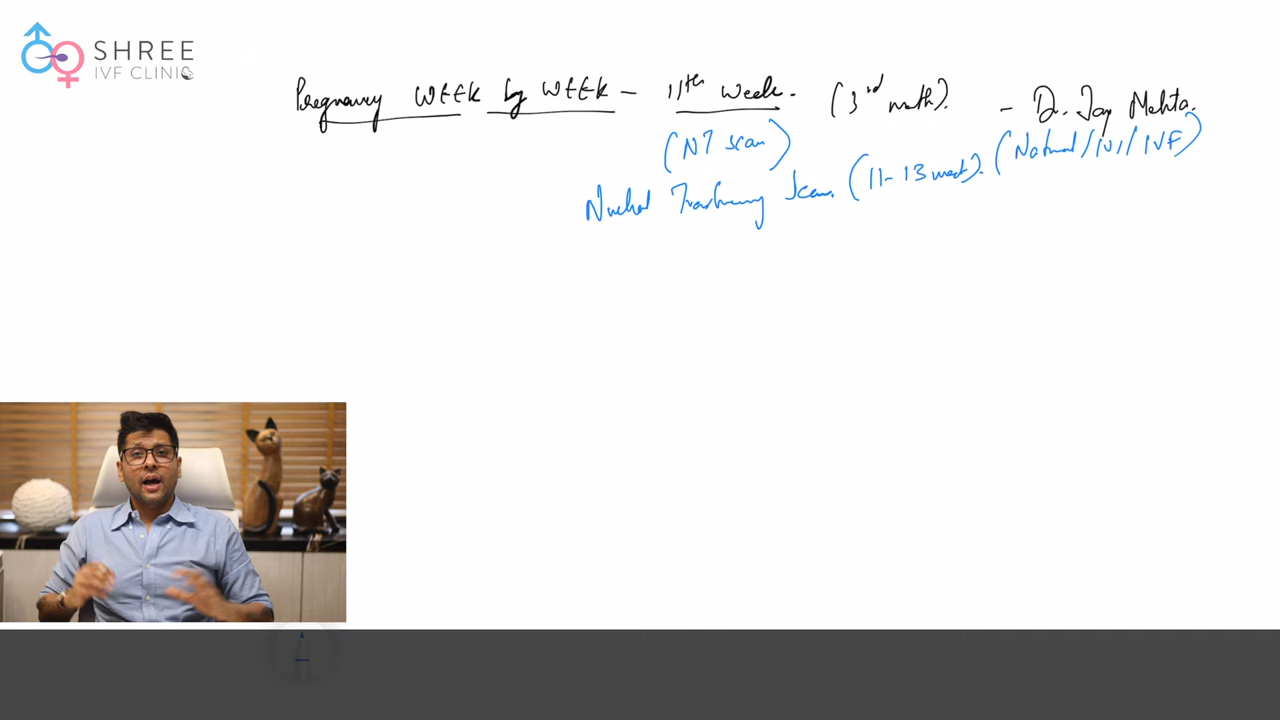 SHREE
IVF CLINIC
Pregnancy WEEK by WEEK - 11th Week. (3rd month). - Dr. Jay Mehta.
(NT scan) (Natural/IUI/IVF)
Nuchal Translucency Scan. (11-13 weeks).